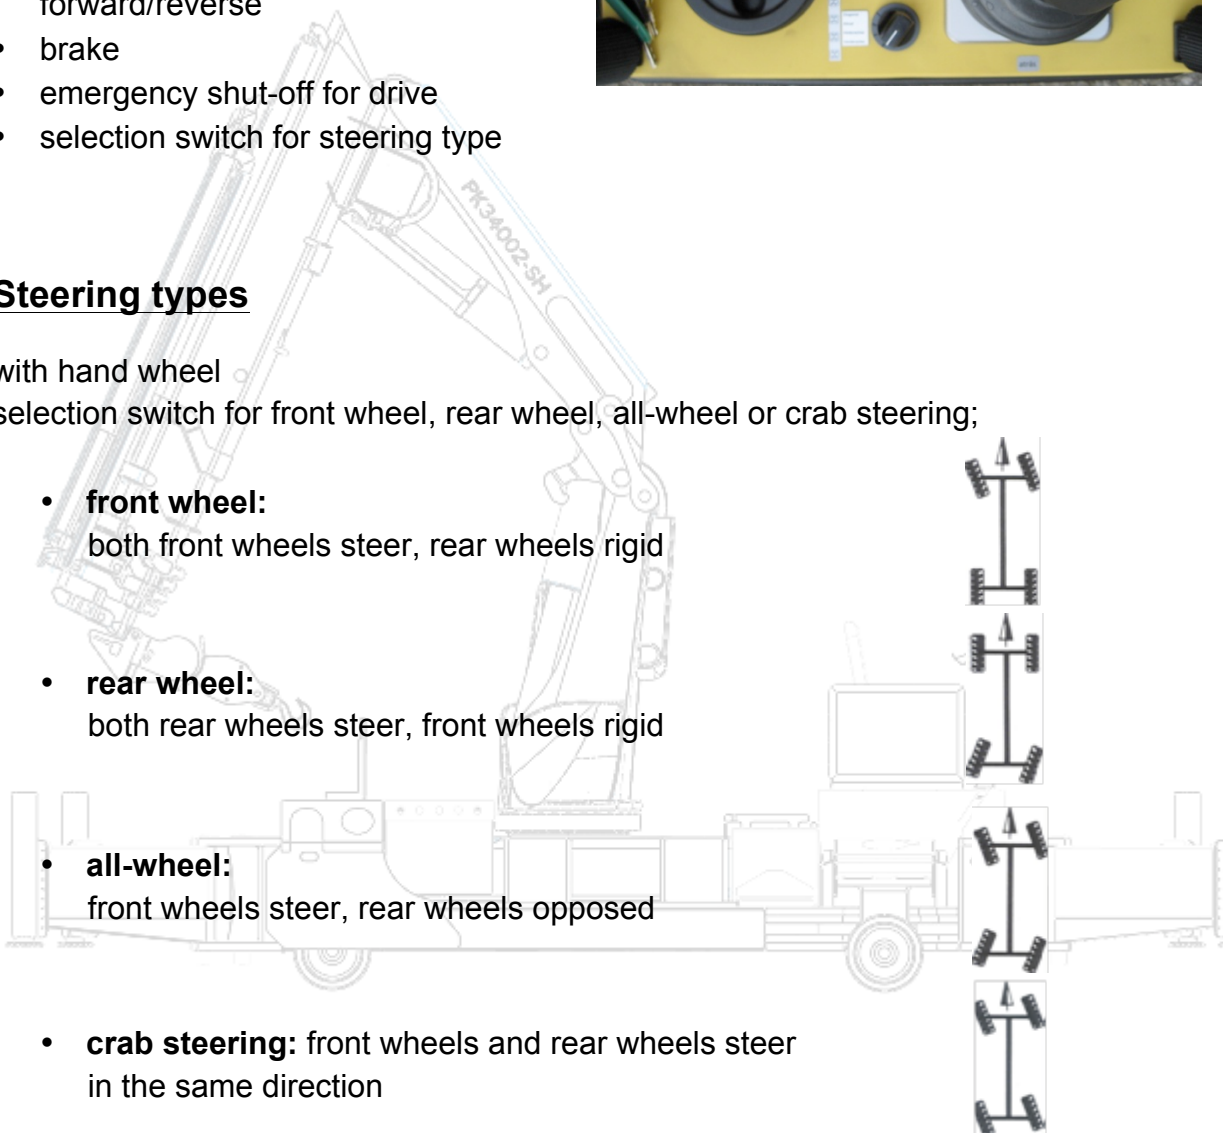 forward/reverse
• brake
• emergency shut-off for drive
• selection switch for steering type
PK34002-SH
Steering types
with hand wheel
selection switch for front wheel, rear wheel, all-wheel or crab steering;
• front wheel:
both front wheels steer, rear wheels rigid
• rear wheel:
both rear wheels steer, front wheels rigid
• all-wheel:
front wheels steer, rear wheels opposed
• crab steering: front wheels and rear wheels steer
in the same direction